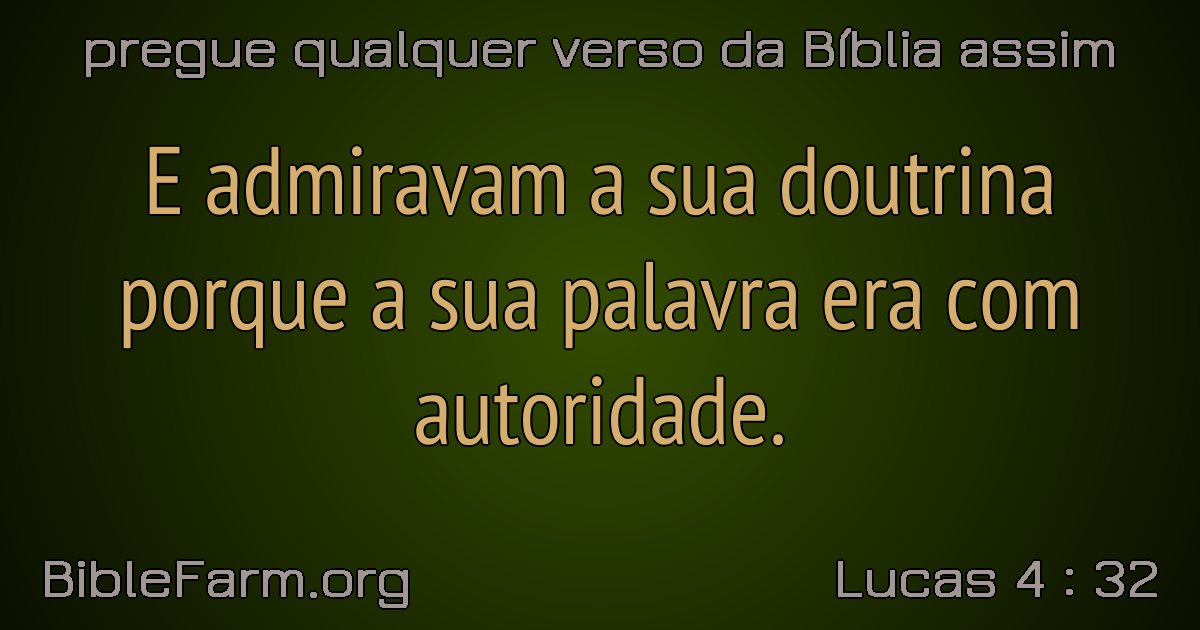 pregue qualquer verso da Bíblia assim
E admiravam a sua doutrina
porque a sua palavra era com
autoridade.
BibleFarm.org
Lucas 4 : 32